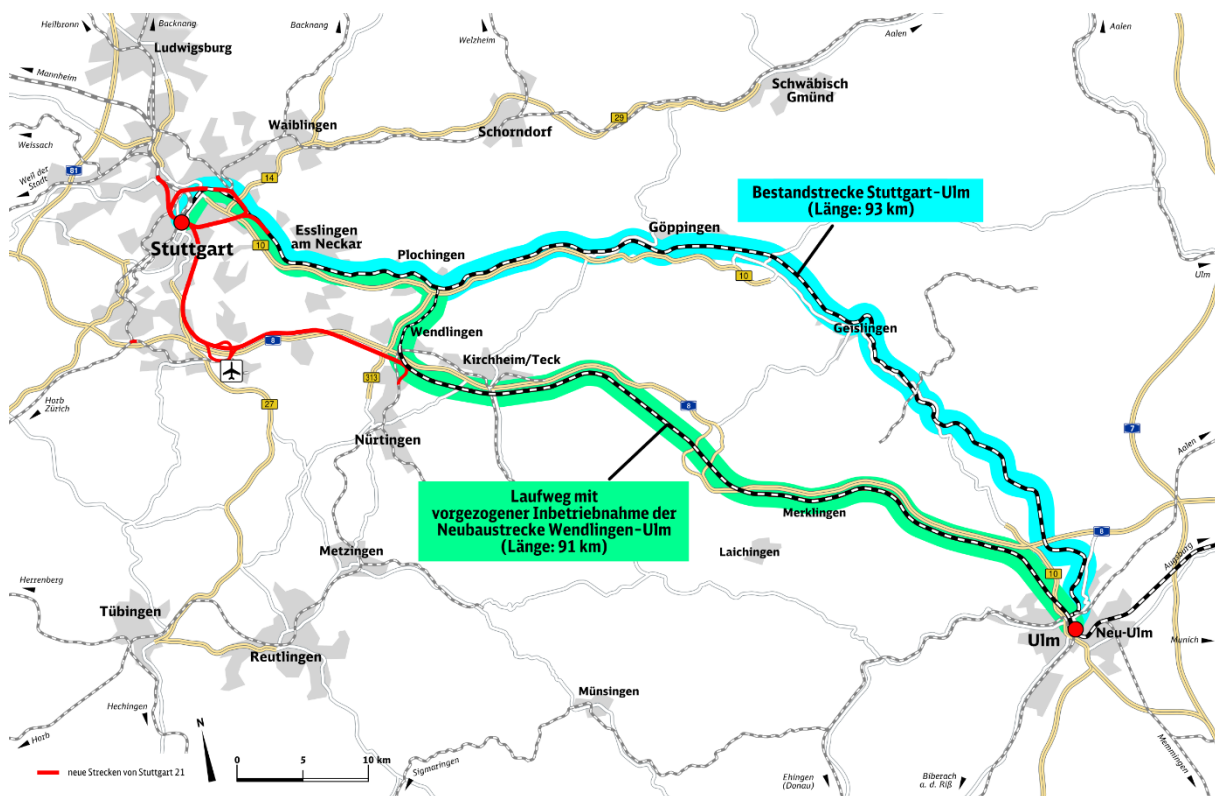 Heilbronn
Backnang
Backnang
Welzheim
Aalen
Aalen
Ludwigsburg
Mannheim
Schwäbisch
Gmünd
Waiblingen
Schorndorf
29
Weissach
81
Weil der
Stadt
14
Bestandstrecke Stuttgart–Ulm
(Länge: 93 km)
Stuttgart
Esslingen
am Neckar
10
Göppingen
Plochingen
10
Ulm
Wendlingen
Geislingen
8
Kirchheim/Teck
313
Horb
Zürich
27
8
7
Nürtingen
Aalen
Laufweg mit
vorgezogener Inbetriebnahme der
Neubaustrecke Wendlingen–Ulm
(Länge: 91 km)
Merklingen
8
Metzingen
Laichingen
Augsburg
10
Herrenberg
Tübingen
Ulm
Neu-Ulm
Munich
Reutlingen
Münsingen
Hechingen
Horb
N
Memmingen
0
5
10 km
neue Strecken von Stuttgart 21
Sigmaringen
Ehingen
(Donau)
Biberach
a. d. Riß